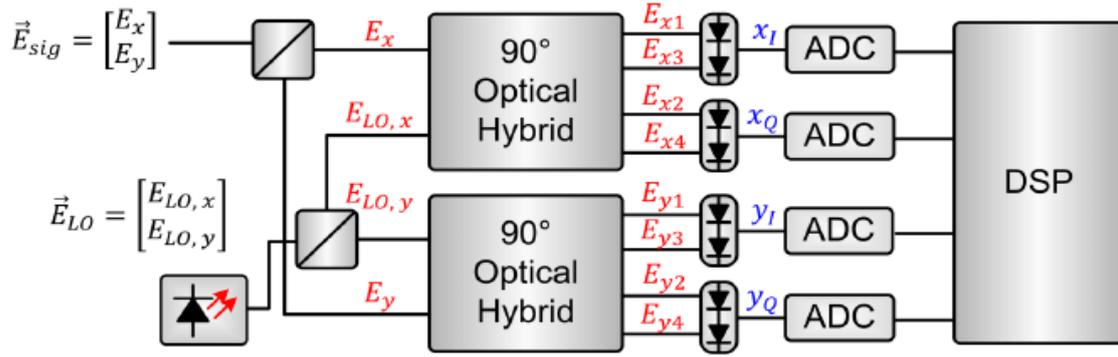 E⃗sig = [Ex
Ey]
Ex
ELO, x
E⃗LO = [ELO, x
ELO, y]
ELO, y
Ey
90°
Optical
Hybrid
90°
Optical
Hybrid
Ex1
Ex3
Ex2
Ex4
Ey1
Ey3
Ey2
Ey4
xI
xQ
yI
yQ
ADC
ADC
ADC
ADC
DSP